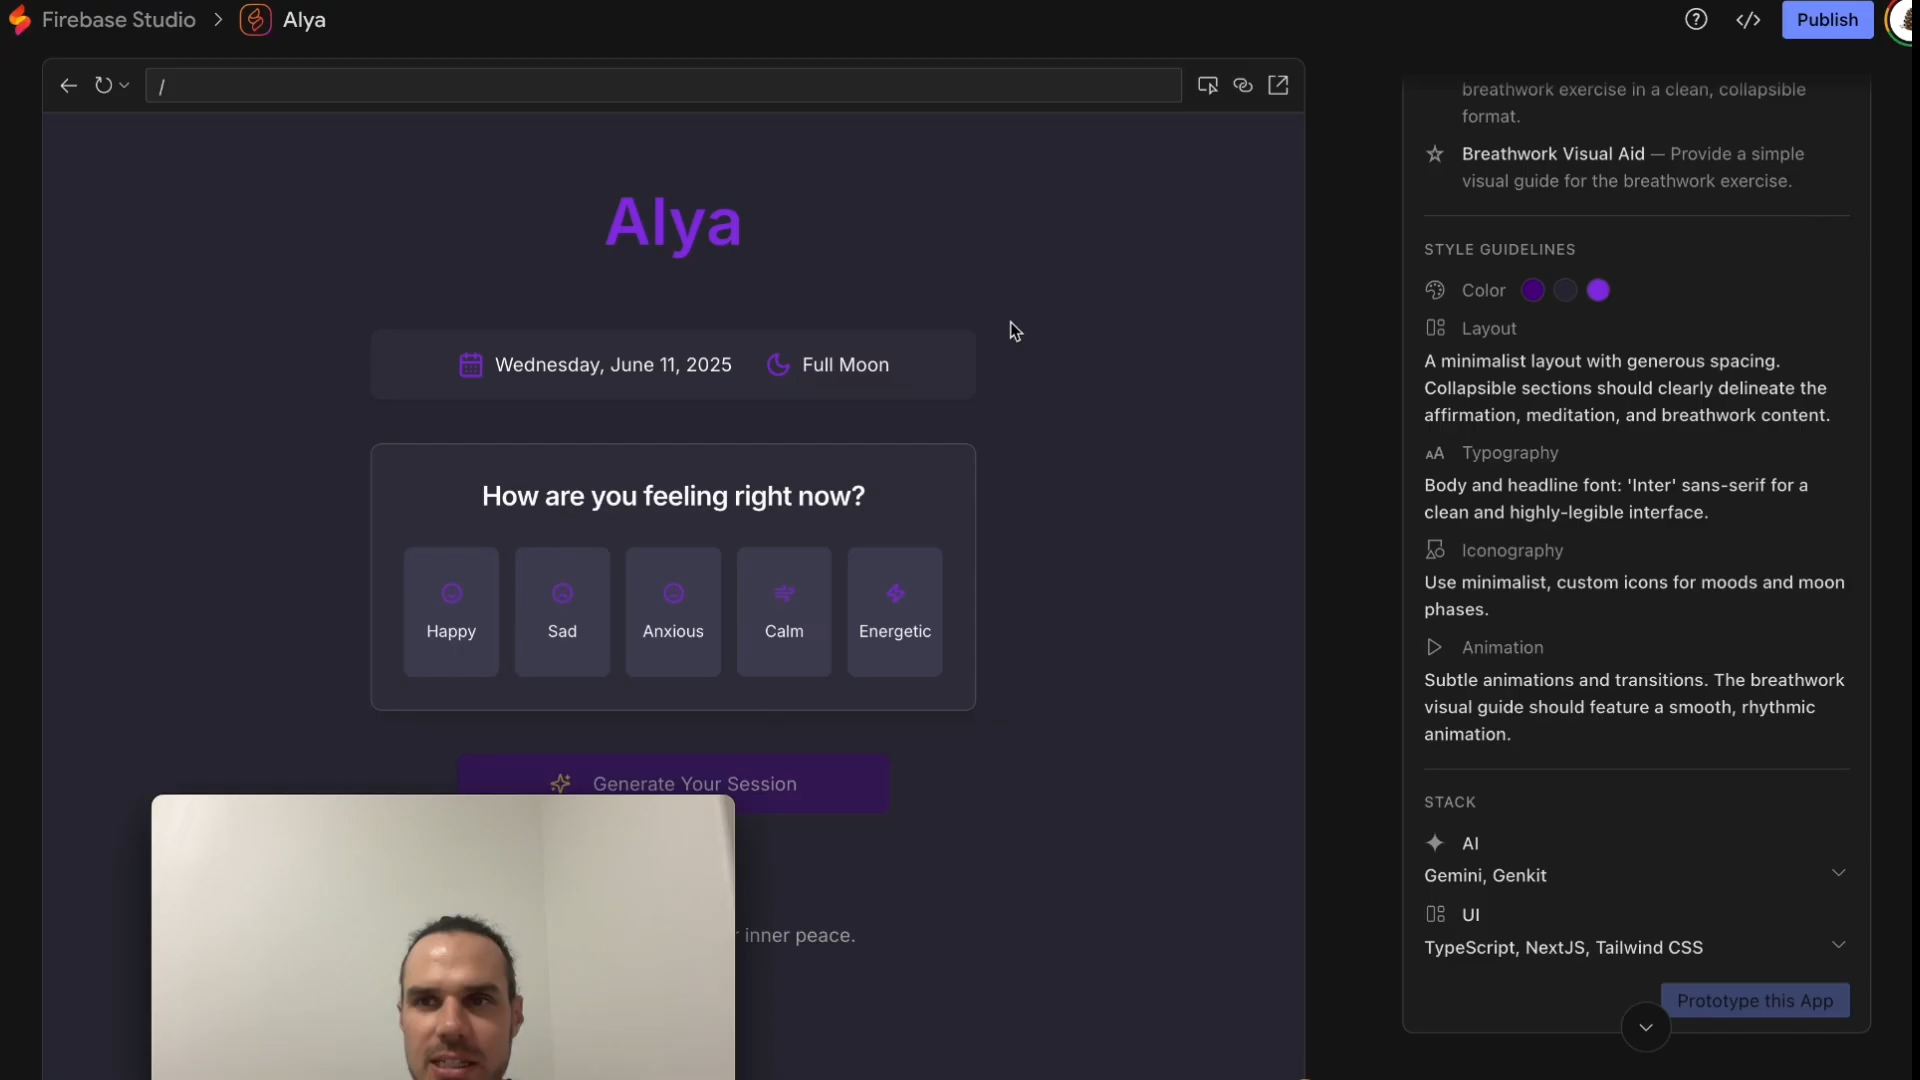 Firebase Studio > Alya
Publish
/
Alya
Wednesday, June 11, 2025 Full Moon
How are you feeling right now?
Happy Sad Anxious Calm Energetic
Generate Your Session
inner peace.
breathwork exercise in a clean, collapsible
format.
Breathwork Visual Aid — Provide a simple
visual guide for the breathwork exercise.
STYLE GUIDELINES
Color
Layout
A minimalist layout with generous spacing.
Collapsible sections should clearly delineate the
affirmation, meditation, and breathwork content.
AA Typography
Body and headline font: 'Inter' sans-serif for a
clean and highly-legible interface.
Iconography
Use minimalist, custom icons for moods and moon
phases.
Animation
Subtle animations and transitions. The breathwork
visual guide should feature a smooth, rhythmic
animation.
STACK
AI
Gemini, Genkit
UI
TypeScript, NextJS, Tailwind CSS
Prototype this App